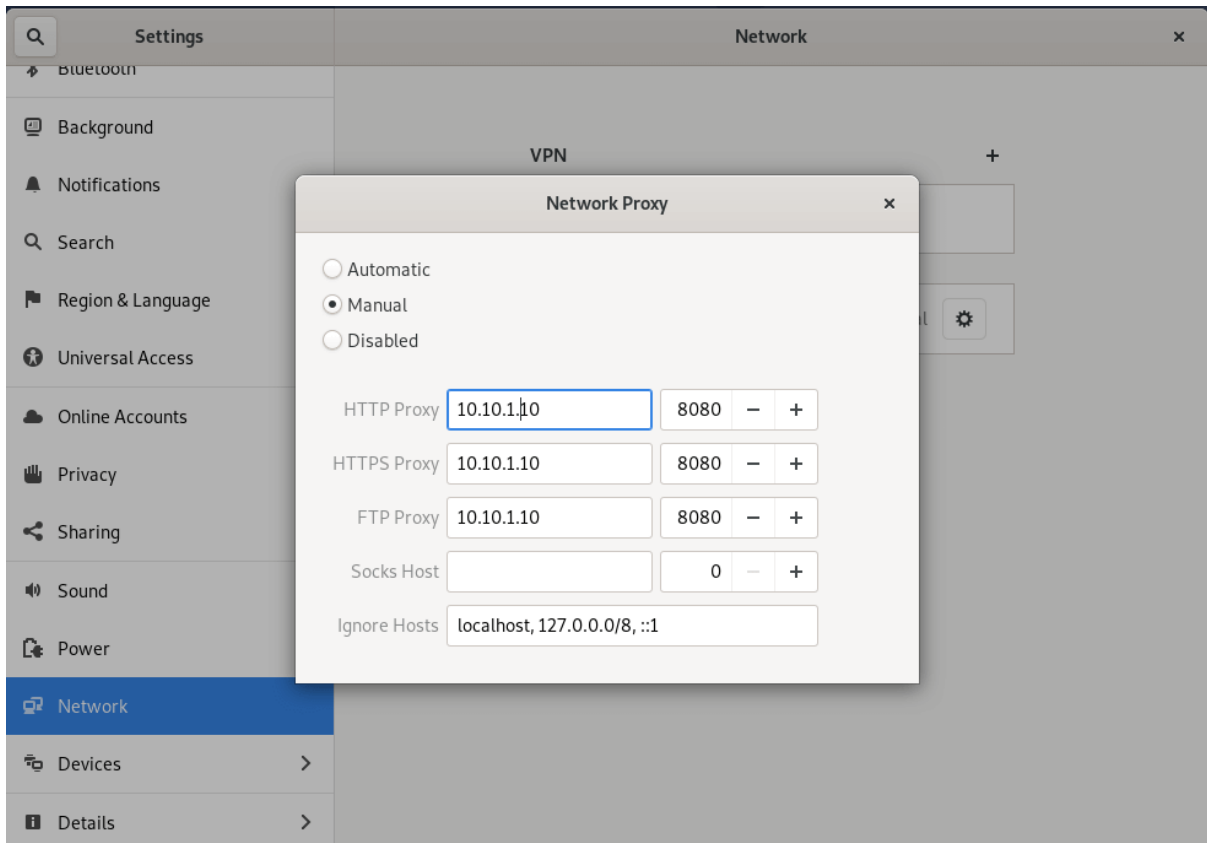 Settings
Network
Bluetooth
Background
Notifications
Search
Region & Language
Universal Access
Online Accounts
Privacy
Sharing
Sound
Power
Network
Devices
Details
VPN
Network Proxy
Automatic
Manual
Disabled
HTTP Proxy 10.10.1.10 8080
HTTPS Proxy 10.10.1.10 8080
FTP Proxy 10.10.1.10 8080
Socks Host 0
Ignore Hosts localhost, 127.0.0.0/8, ::1